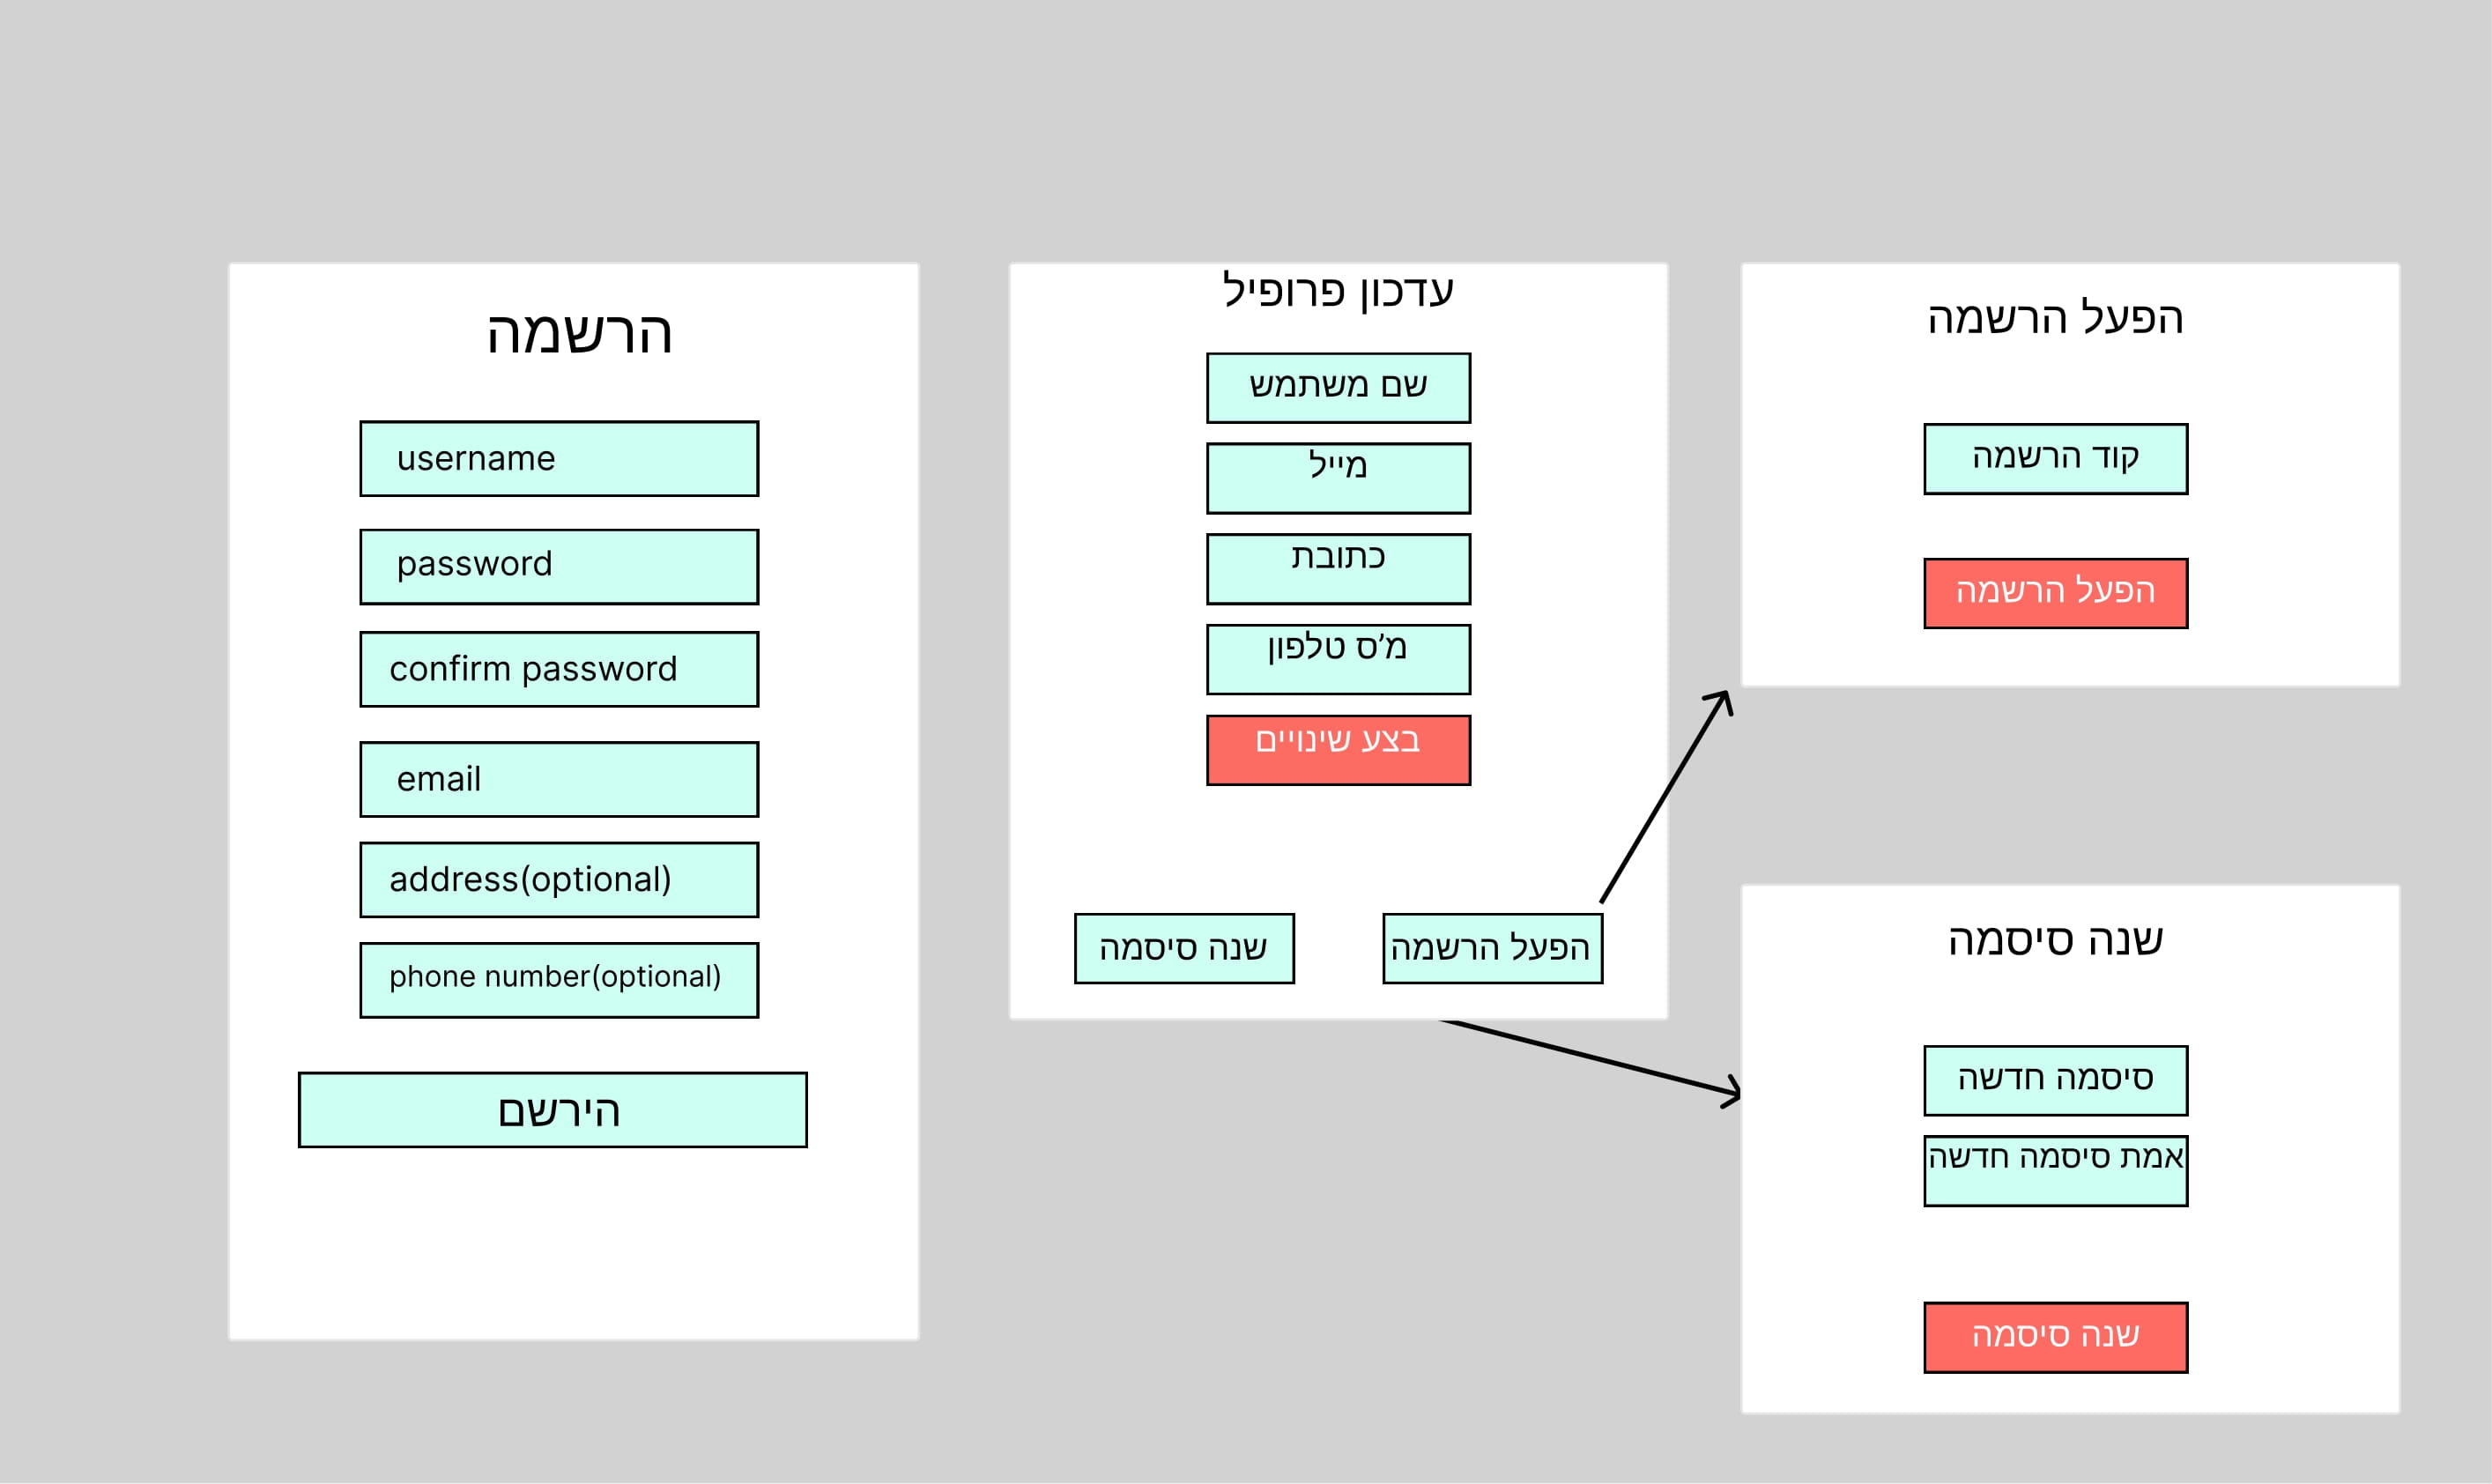 הרשמה
username
password
confirm password
email
address(optional)
phone number(optional)
הירשם
עדכון פרופיל
שם משתמש
מייל
כתובת
מ'ס טלפון
בצע שינויים
שנה סיסמה
הפעל הרשמה
הפעל הרשמה
קוד הרשמה
הפעל הרשמה
שנה סיסמה
סיסמה חדשה
אמת סיסמה חדשה
שנה סיסמה